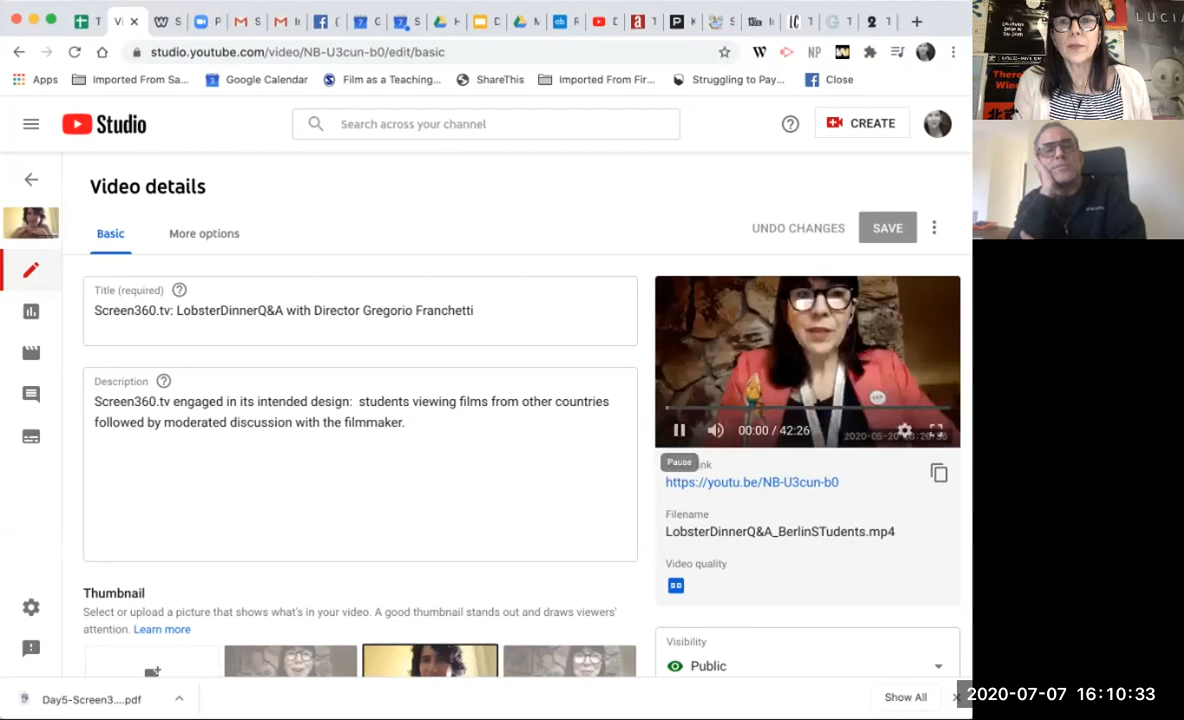 studio.youtube.com/video/NB-U3cun-b0/edit/basic
NP
Apps
Imported From Sa...
Google Calendar
Film as a Teaching...
ShareThis
Imported From Fir...
Struggling to Pay...
Close
Studio
Search across your channel
CREATE
Video details
Basic
More options
UNDO CHANGES
SAVE
Title (required)
Screen360.tv: LobsterDinnerQ&A with Director Gregorio Franchetti
Description
Screen360.tv engaged in its intended design: students viewing films from other countries
followed by moderated discussion with the filmmaker.
00:00 / 42:26
Pause
https://youtu.be/NB-U3cun-b0
Filename
LobsterDinnerQ&A_BerlinSTudents.mp4
Video quality
SD
Thumbnail
Select or upload a picture that shows what's in your video. A good thumbnail stands out and draws viewers'
attention. Learn more
Visibility
Public
Day5-Screen3....pdf
Show All
2020-07-07 16:10:33
LUCIA
There